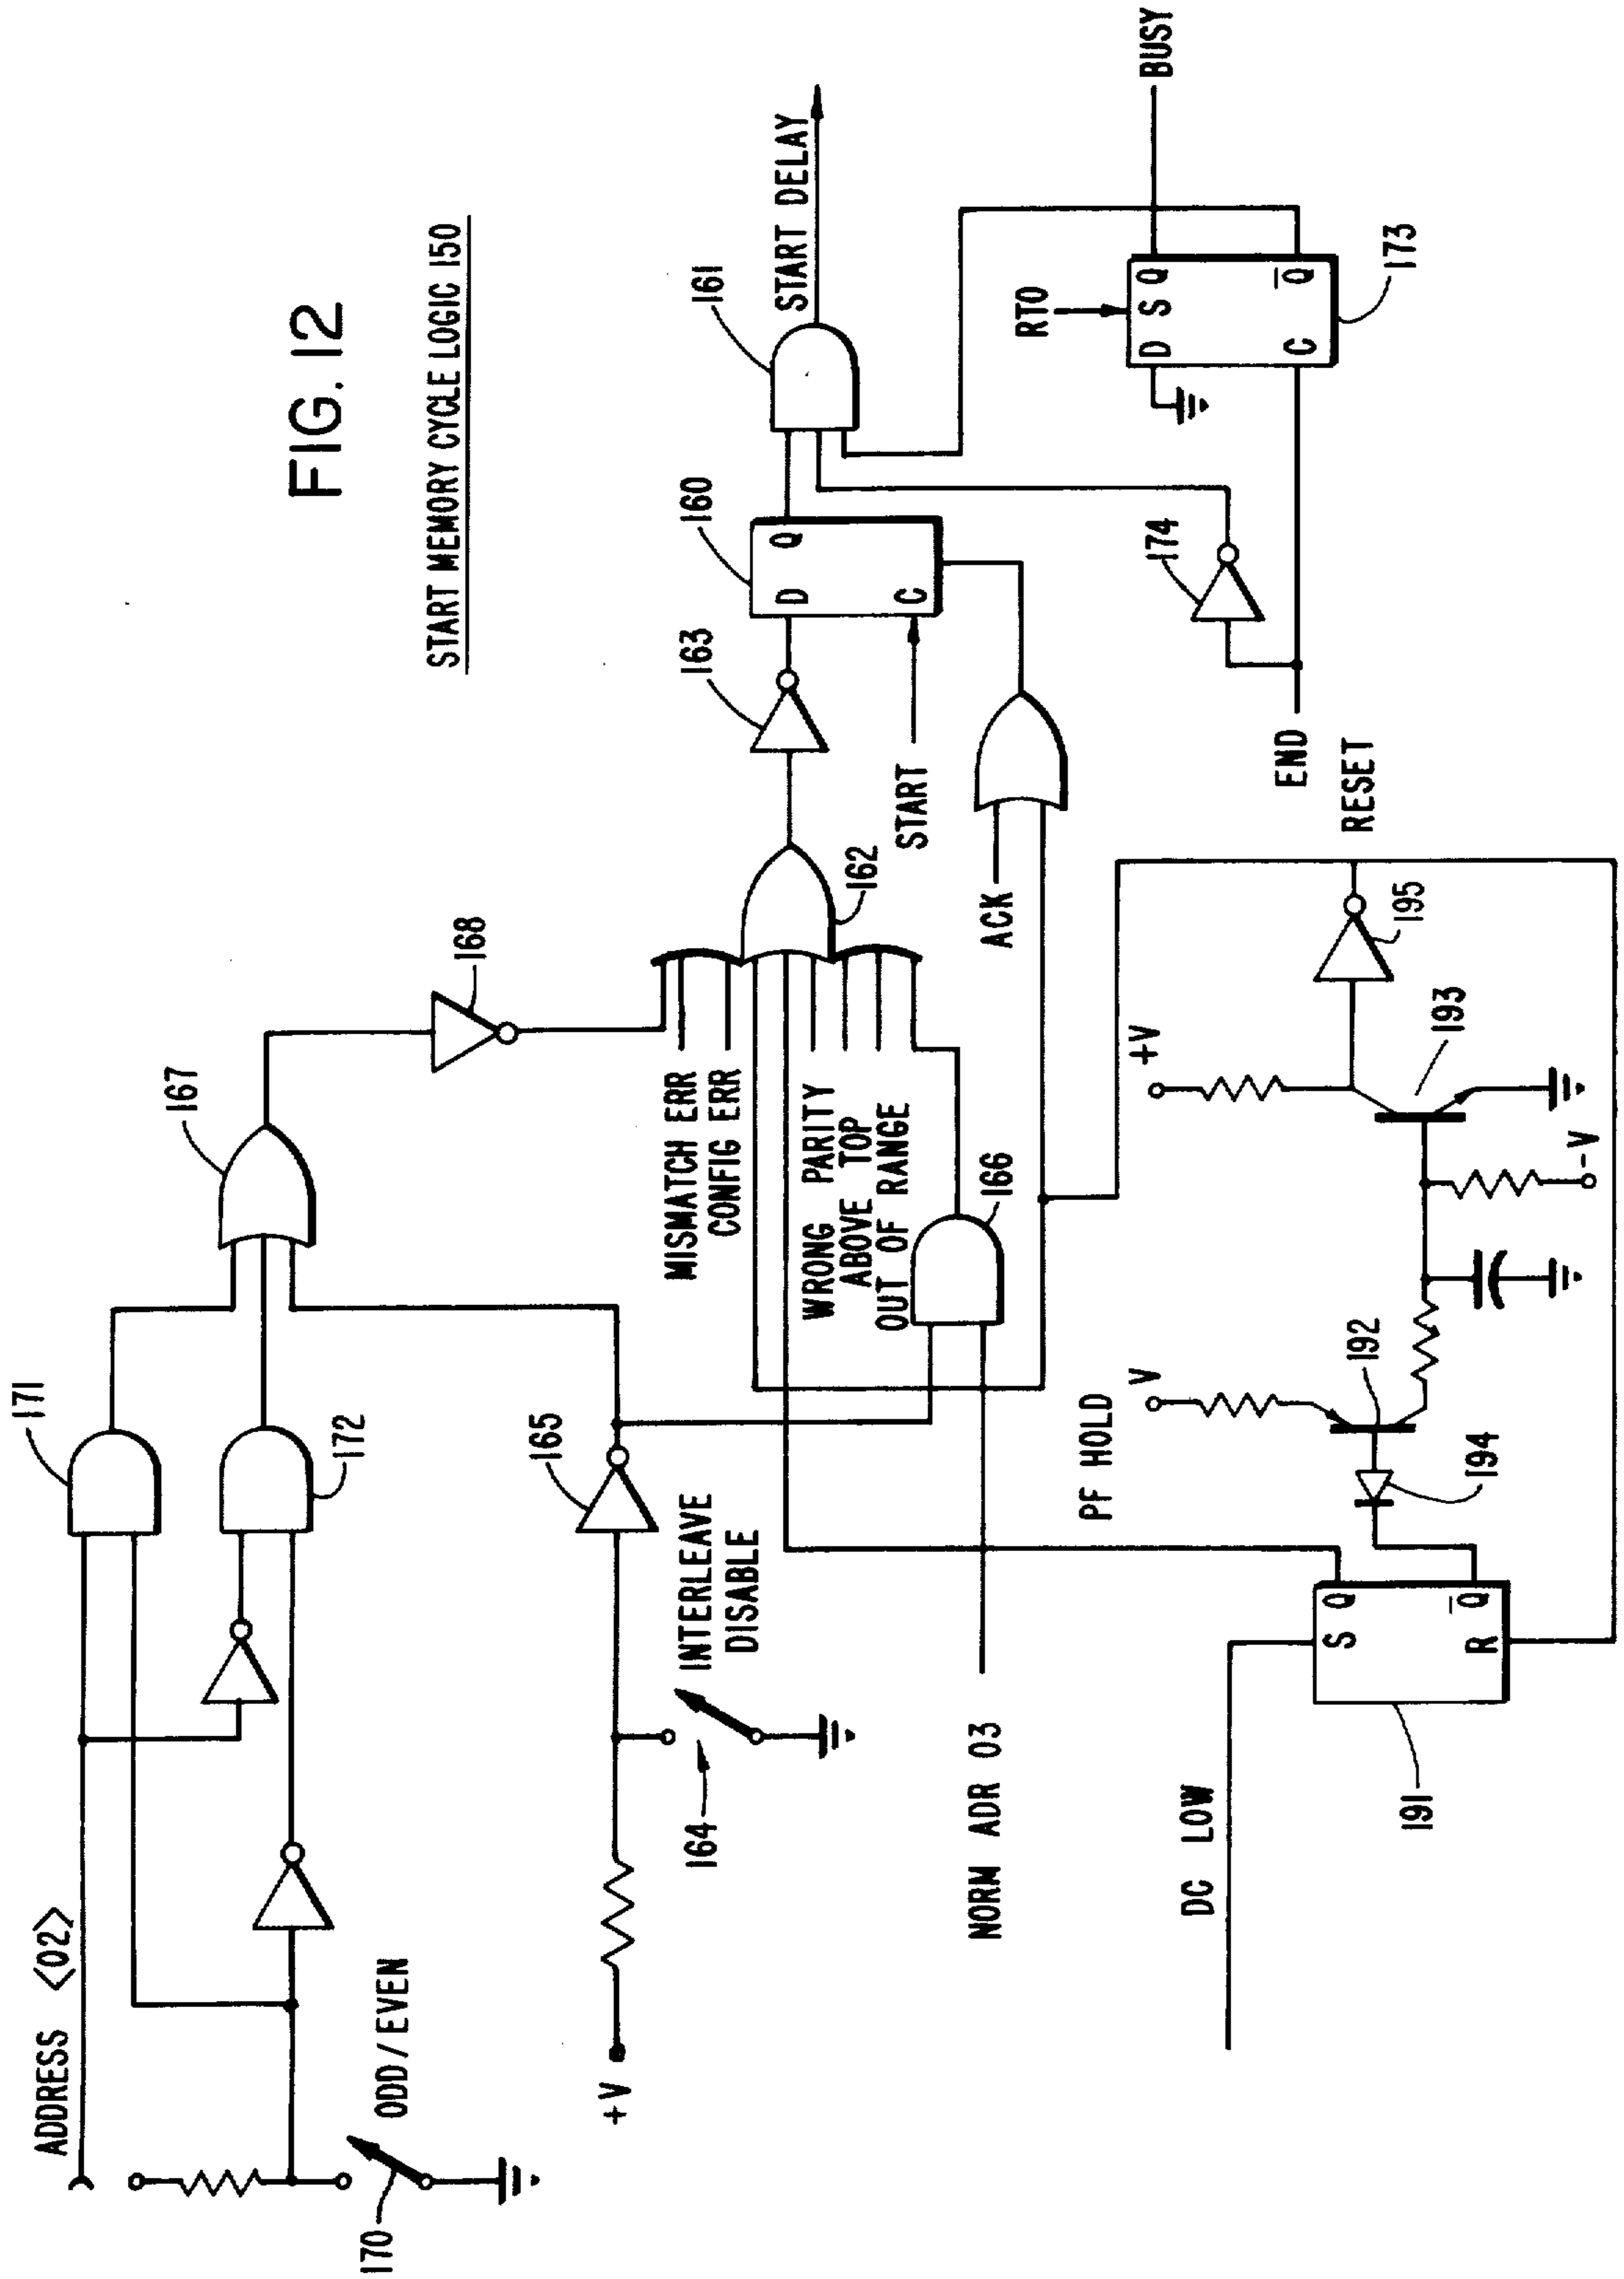 FIG. 12
START MEMORY CYCLE LOGIC 150
ADDRESS <02>
171
172
167
168
170
ODD/EVEN
+V
164
INTERLEAVE
DISABLE
165
MISMATCH ERR
CONFIG ERR
WRONG PARITY
ABOVE TOP
OUT OF RANGE
166
162
163
160
D
Q
C
START
ACK
161
START DELAY
NORM ADR 03
DC LOW
191
S
Q
R
Q
PF HOLD
V
192
194
+V
193
-V
195
RESET
END
174
RTO
D
S
Q
C
Q
173
BUSY